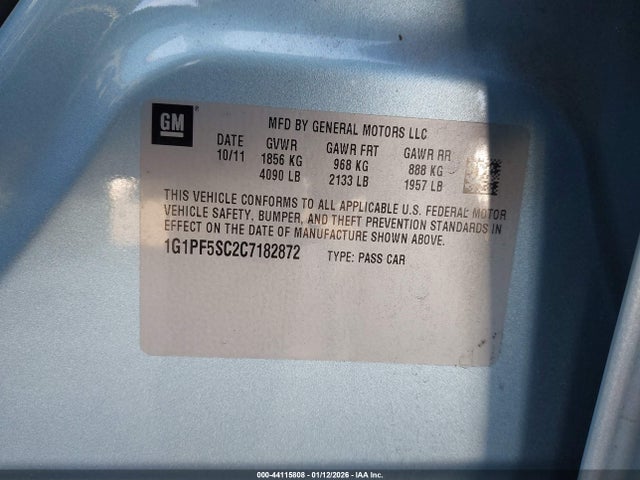 GM ®
MFD BY GENERAL MOTORS LLC
DATE GVWR GAWR FRT GAWR RR
10/11 1856 KG 968 KG 888 KG
4090 LB 2133 LB 1957 LB
THIS VEHICLE CONFORMS TO ALL APPLICABLE U.S. FEDERAL MOTOR
VEHICLE SAFETY, BUMPER, AND THEFT PREVENTION STANDARDS IN
EFFECT ON THE DATE OF MANUFACTURE SHOWN ABOVE.
1G1PF5SC2C7182872 TYPE: PASS CAR
000-44115808 - 01/12/2026 - IAA Inc.